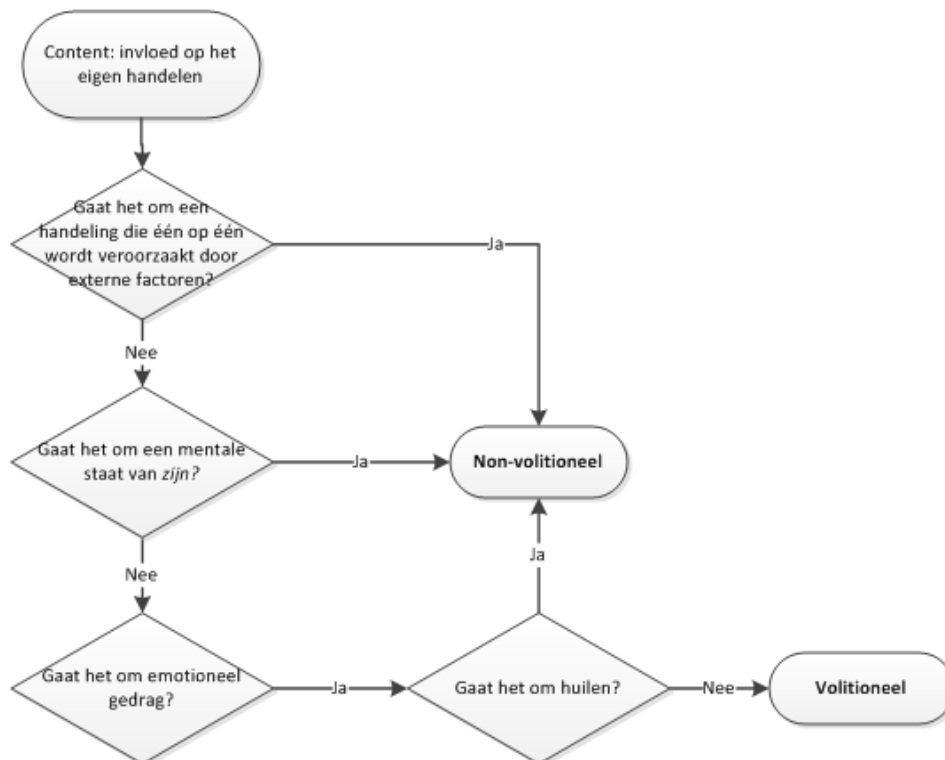 Content: invloed op het
eigen handelen
Gaat het om een
handeling die één op één
wordt veroorzaakt door
externe factoren?
Ja
Nee
Gaat het om een mentale
staat van zijn?
Ja
Non-volitioneel
Nee
Ja
Gaat het om emotioneel
gedrag?
Ja
Gaat het om huilen?
Nee
Volitioneel